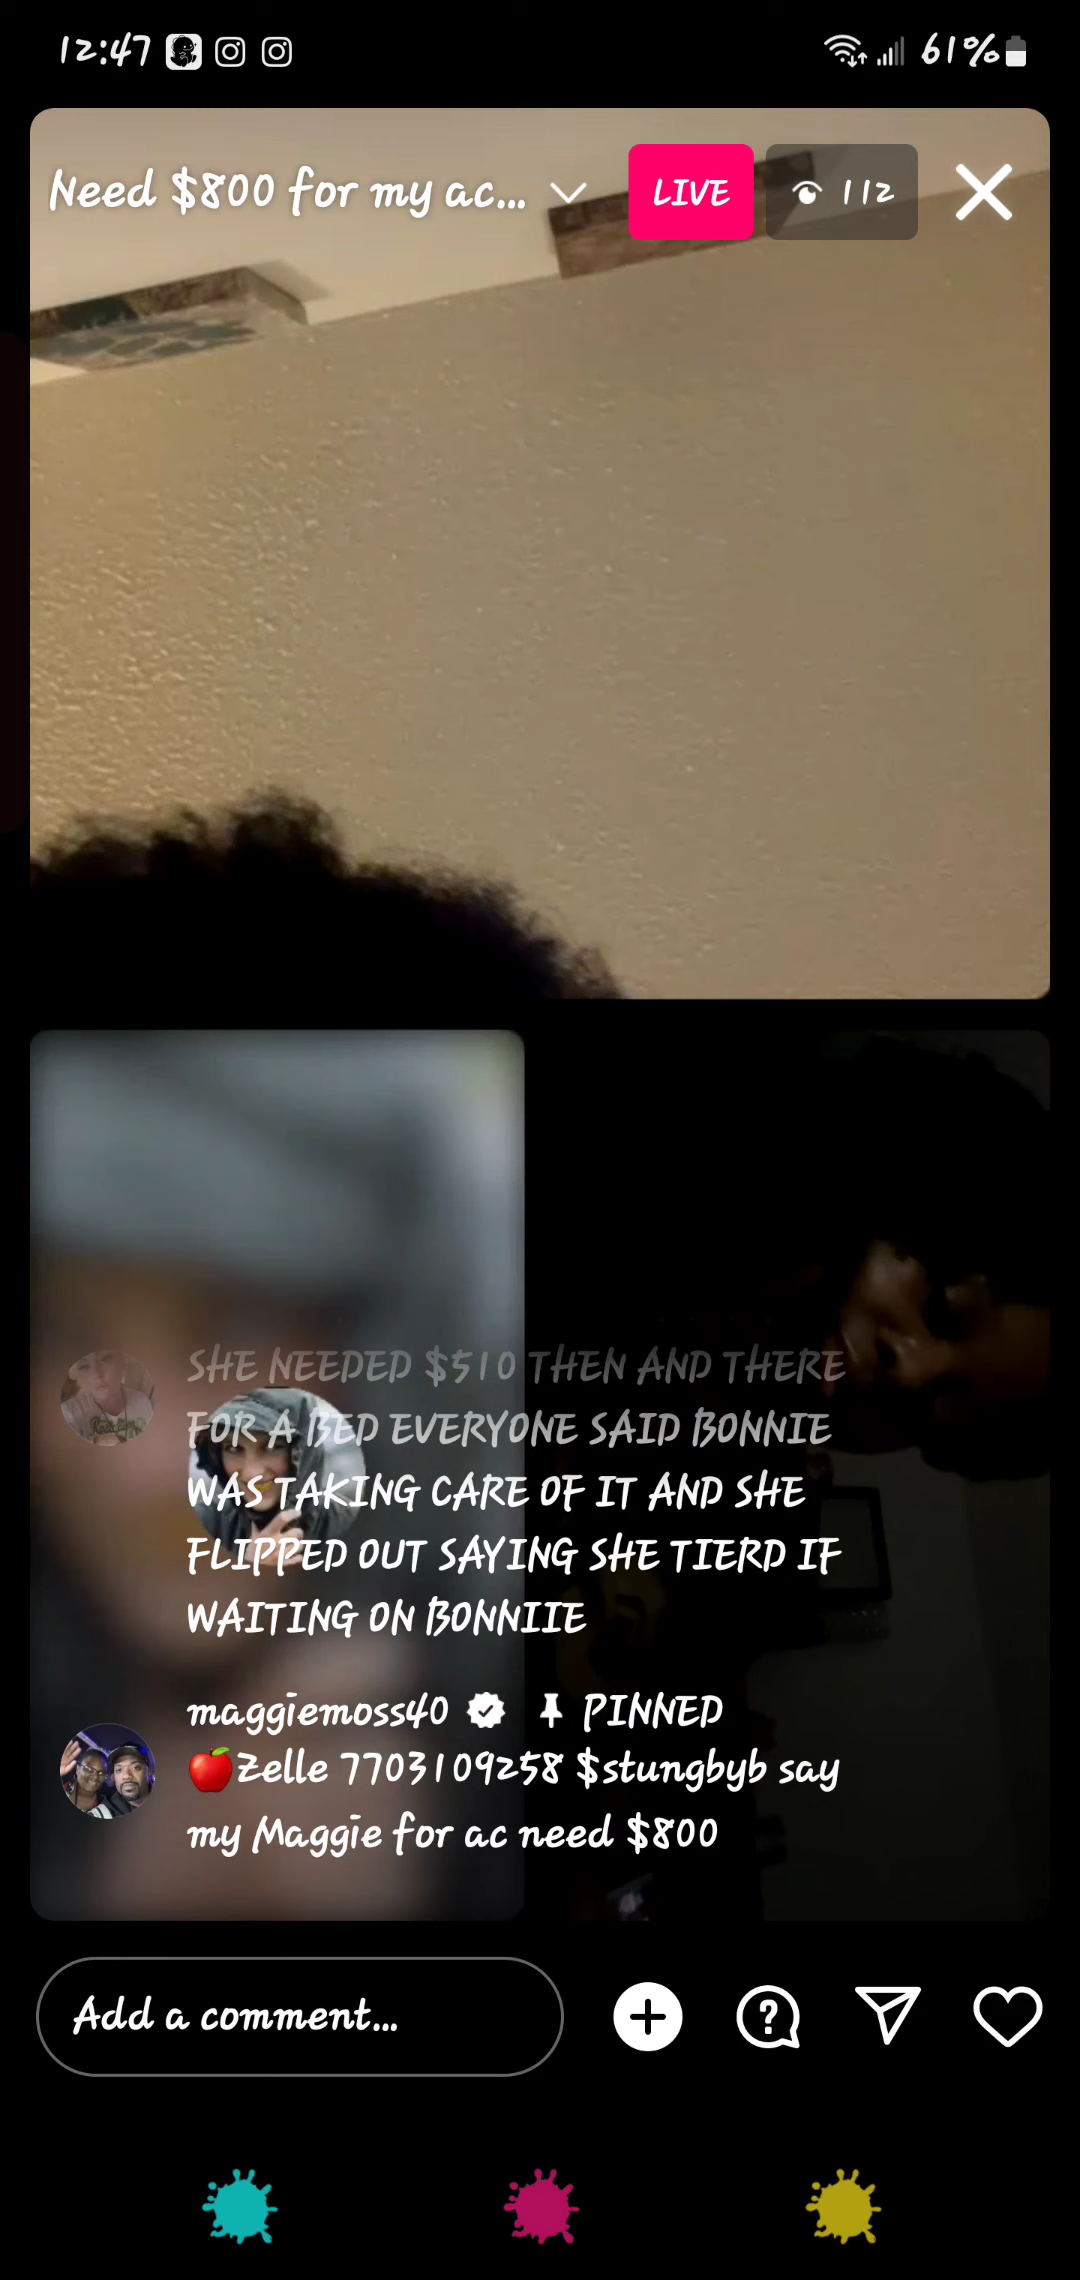 12:47
61%
Need $800 for my ac...
LIVE
112
SHE NEEDED $510 THEN AND THERE
FOR A BED EVERYONE SAID BONNIE
WAS TAKING CARE OF IT AND SHE
FLIPPED OUT SAYING SHE TIERD IF
WAITING ON BONNIIE
maggiemoss40 PINNED
🍎Zelle 7703109258 $stungbyb say
my Maggie for ac need $800
Add a comment...